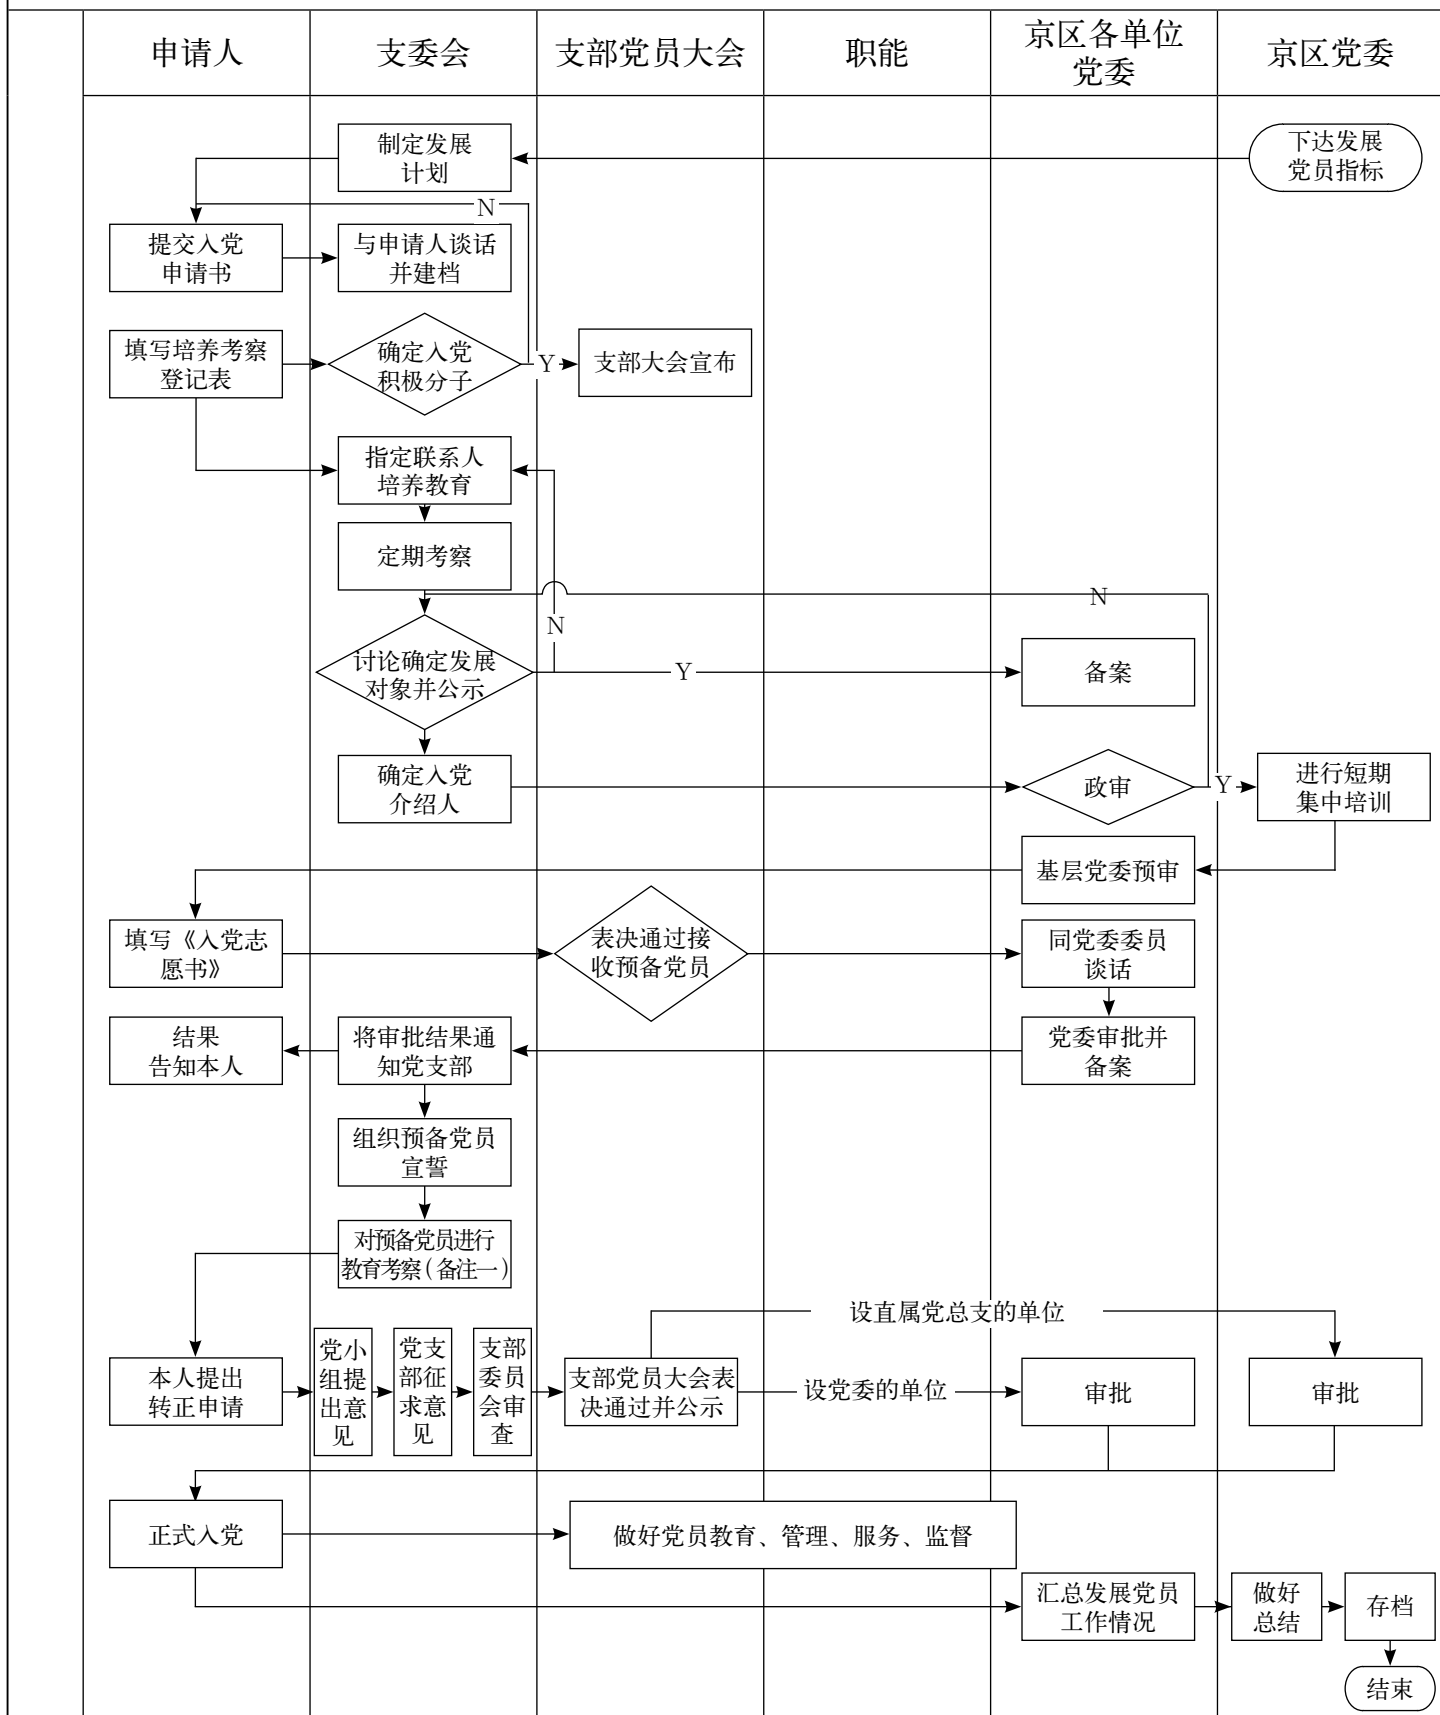 申请人
支委会
支部党员大会
职能
京区各单位
党委
京区党委
制定发展
计划
下达发展
党员指标
N
提交入党
申请书
与申请人谈话
并建档
填写培养考察
登记表
确定入党
积极分子
Y
支部大会宣布
指定联系人
培养教育
定期考察
N
N
讨论确定发展
对象并公示
Y
备案
确定入党
介绍人
政审
Y
进行短期
集中培训
基层党委预审
填写《入党志
愿书》
表决通过接
收预备党员
同党委委员
谈话
结果
告知本人
将审批结果通
知党支部
党委审批并
备案
组织预备党员
宣誓
对预备党员进行
教育考察(备注一)
设直属党总支的单位
本人提出
转正申请
党小
组提
出意
见
党支
部征
求意
见
支部
委员
会审
查
支部党员大会表
决通过并公示
设党委的单位
审批
审批
正式入党
做好党员教育、管理、服务、监督
汇总发展党员
工作情况
做好
总结
存档
结束